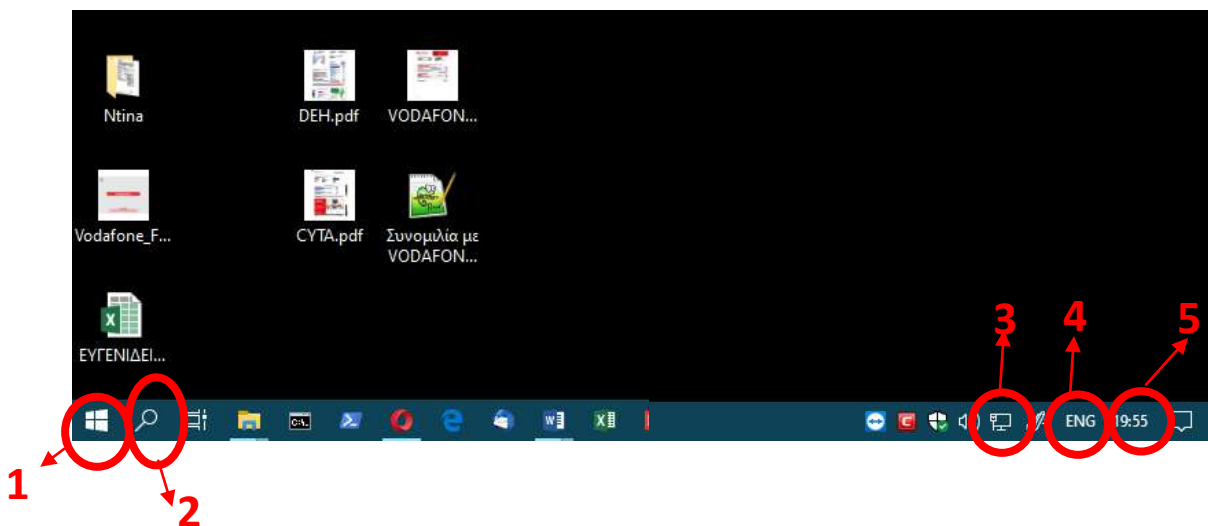 Ntina
DEH.pdf
VODAFON...
Vodafone_F...
CYTA.pdf
Συνομιλία με
VODAFON...
ΕΥΓΕΝΙΔΕΙ...
3
4
5
C:\.
ENG
19:55
1
2